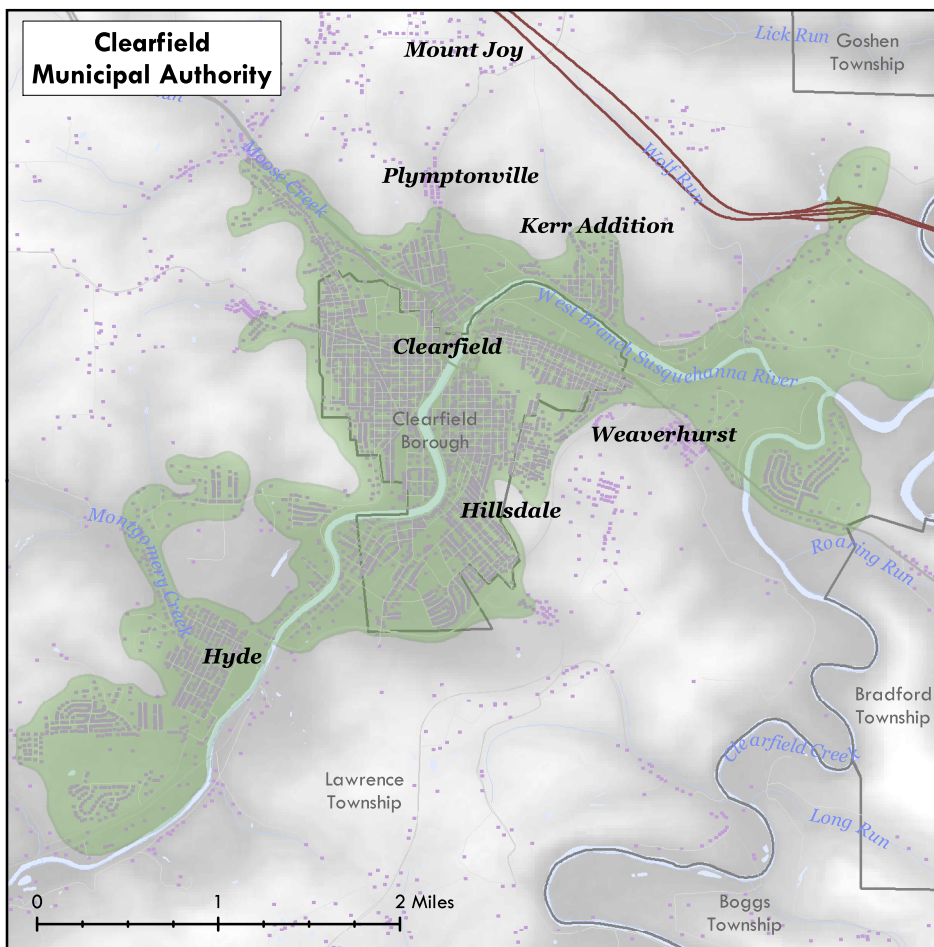 Clearfield
Municipal Authority
Mount Joy
Lick Run
Goshen
Township
Moose Creek
Wolf Run
Plymptonville
Kerr Addition
West Branch Susquehanna River
Clearfield
Clearfield
Borough
Weaverhurst
Hillsdale
Montgomery Creek
Roaring Run
Hyde
Bradford
Township
Clearfield Creek
Lawrence
Township
Long Run
Boggs
Township
0 1 2 Miles